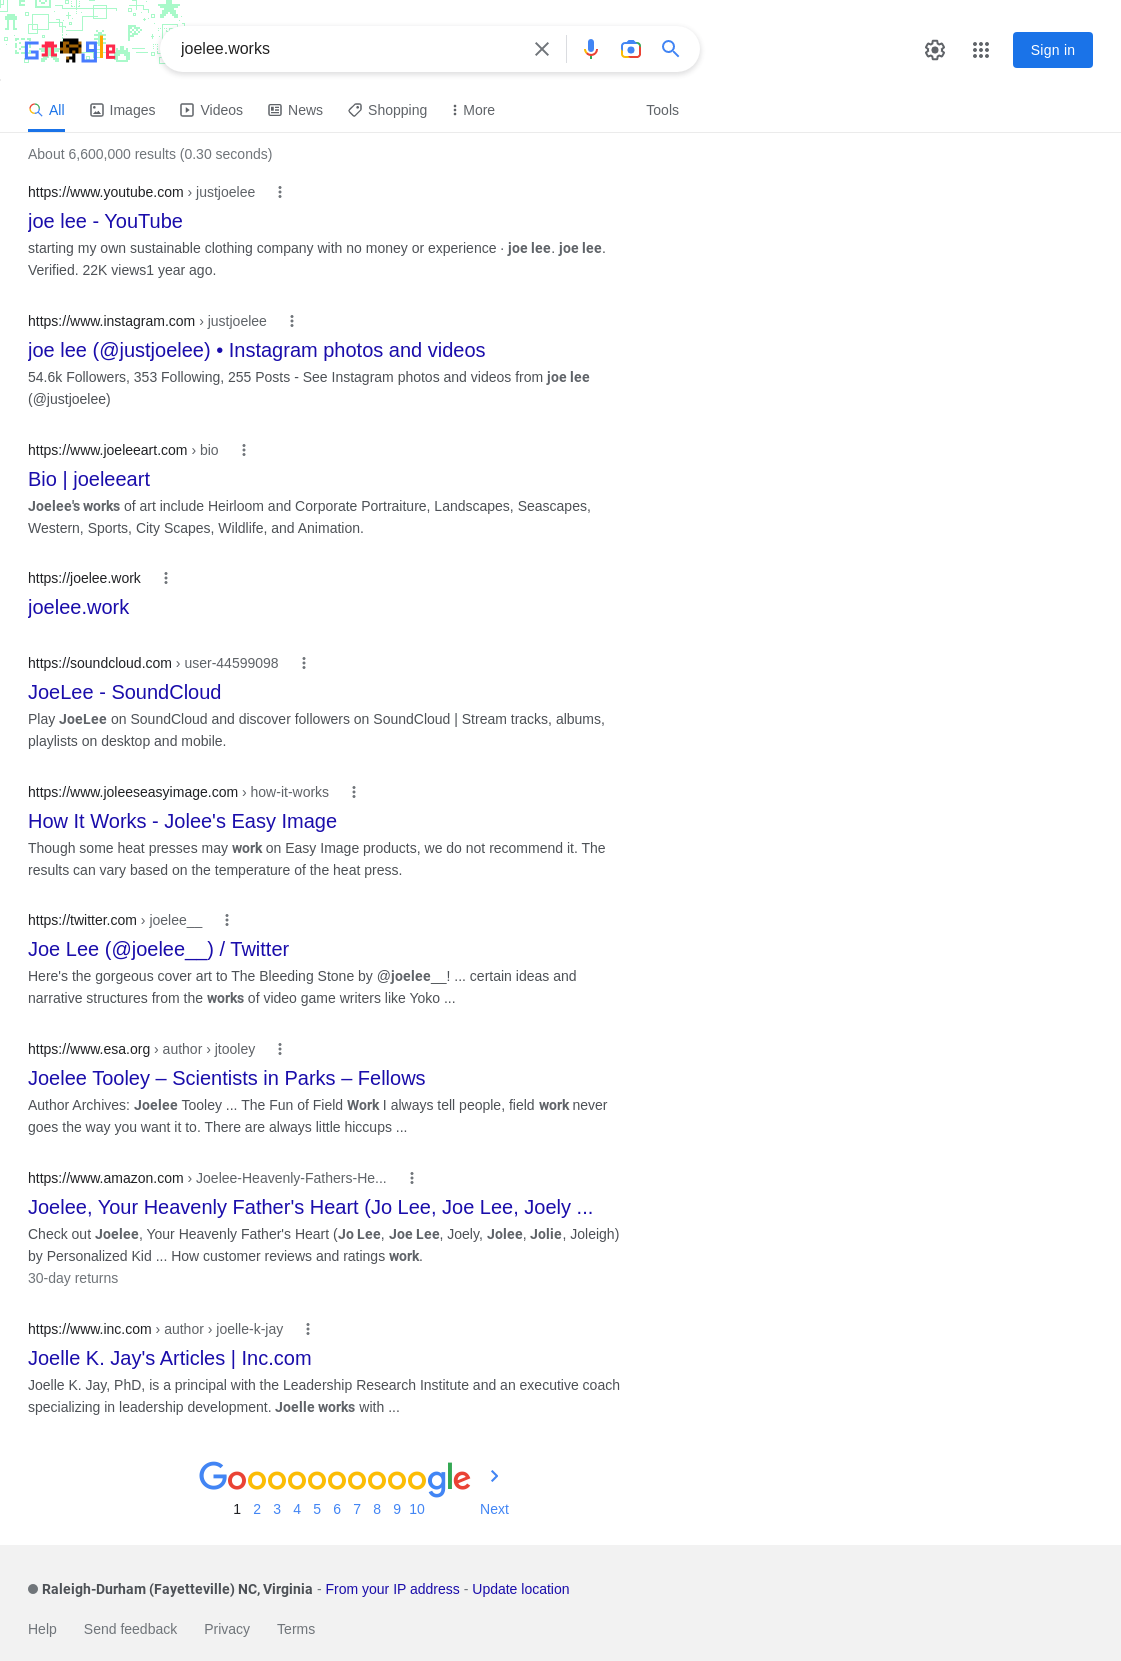 joelee.works
Sign in
All Images Videos News Shopping More Tools
About 6,600,000 results (0.30 seconds)
https://www.youtube.com › justjoelee
joe lee - YouTube
starting my own sustainable clothing company with no money or experience · joe lee. joe lee.
Verified. 22K views1 year ago.
https://www.instagram.com › justjoelee
joe lee (@justjoelee) • Instagram photos and videos
54.6k Followers, 353 Following, 255 Posts - See Instagram photos and videos from joe lee
(@justjoelee)
https://www.joeleeart.com › bio
Bio | joeleeart
Joelee's works of art include Heirloom and Corporate Portraiture, Landscapes, Seascapes,
Western, Sports, City Scapes, Wildlife, and Animation.
https://joelee.work
joelee.work
https://soundcloud.com › user-44599098
JoeLee - SoundCloud
Play JoeLee on SoundCloud and discover followers on SoundCloud | Stream tracks, albums,
playlists on desktop and mobile.
https://www.joleeseasyimage.com › how-it-works
How It Works - Jolee's Easy Image
Though some heat presses may work on Easy Image products, we do not recommend it. The
results can vary based on the temperature of the heat press.
https://twitter.com › joelee__
Joe Lee (@joelee__) / Twitter
Here's the gorgeous cover art to The Bleeding Stone by @joelee__! ... certain ideas and
narrative structures from the works of video game writers like Yoko ...
https://www.esa.org › author › jtooley
Joelee Tooley – Scientists in Parks – Fellows
Author Archives: Joelee Tooley ... The Fun of Field Work I always tell people, field work never
goes the way you want it to. There are always little hiccups ...
https://www.amazon.com › Joelee-Heavenly-Fathers-He...
Joelee, Your Heavenly Father's Heart (Jo Lee, Joe Lee, Joely ...
Check out Joelee, Your Heavenly Father's Heart (Jo Lee, Joe Lee, Joely, Jolee, Jolie, Joleigh)
by Personalized Kid ... How customer reviews and ratings work.
30-day returns
https://www.inc.com › author › joelle-k-jay
Joelle K. Jay's Articles | Inc.com
Joelle K. Jay, PhD, is a principal with the Leadership Research Institute and an executive coach
specializing in leadership development. Joelle works with ...
Goooooooooogle
1 2 3 4 5 6 7 8 9 10 Next
Raleigh-Durham (Fayetteville) NC, Virginia - From your IP address - Update location
Help Send feedback Privacy Terms